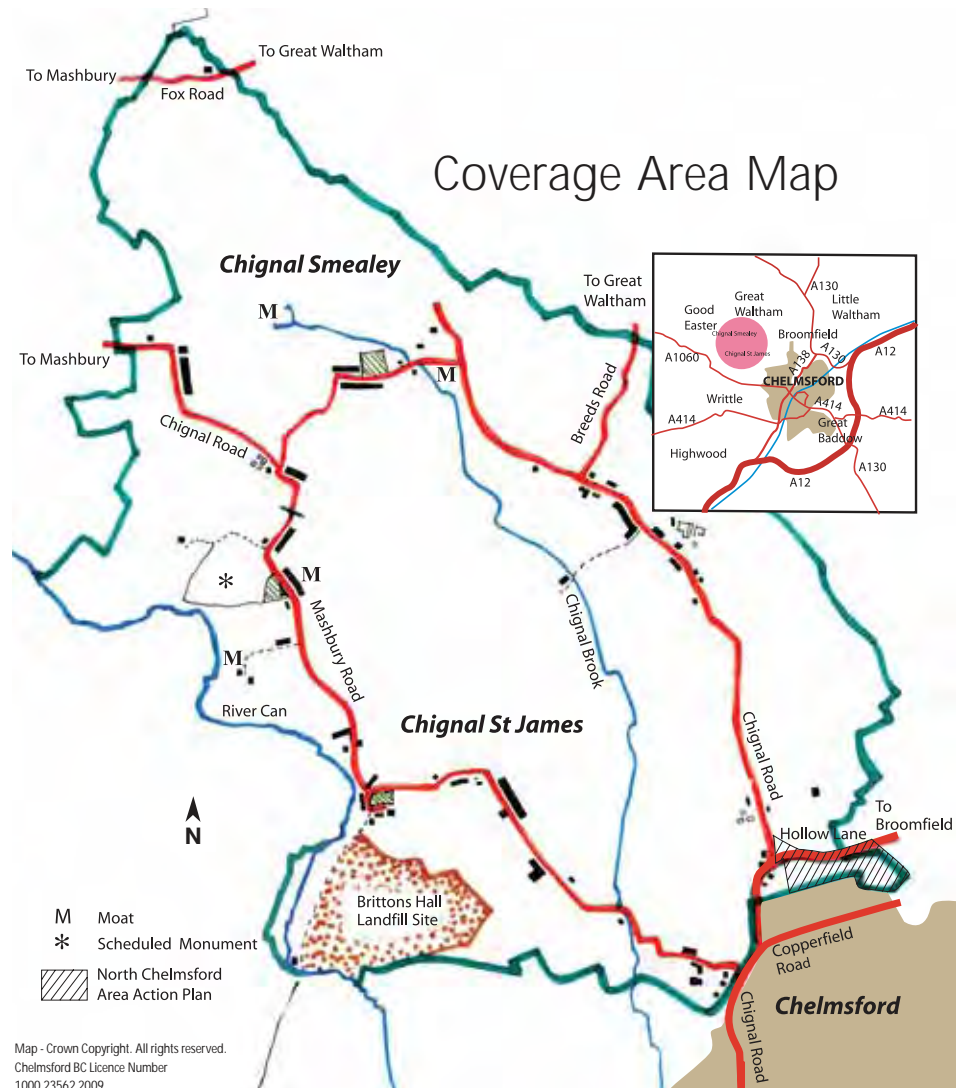 To Great Waltham
To Mashbury
Fox Road
Coverage Area Map
Chignal Smealey
To Great
Waltham
M
To Mashbury
M
Breeds Road
Chignal Road
A130
Great
Waltham
Little
Waltham
Good
Easter
Chignal Smealey
Broomfield
A12
Chignal St James
A1060
A138
A130
CHELMSFORD
Writtle
A414
A414
A414
Great
Baddow
Highwood
A12
A130
*
M
Mashbury Road
Chignal Brook
M
River Can
Chignal St James
Chignal Road
N
To
Broomfield
Hollow Lane
Brittons Hall
Landfill Site
M Moat
* Scheduled Monument
North Chelmsford
Area Action Plan
Copperfield
Road
Chelmsford
Chignal Road
Map - Crown Copyright. All rights reserved.
Chelmsford BC Licence Number
1000 23562 2009